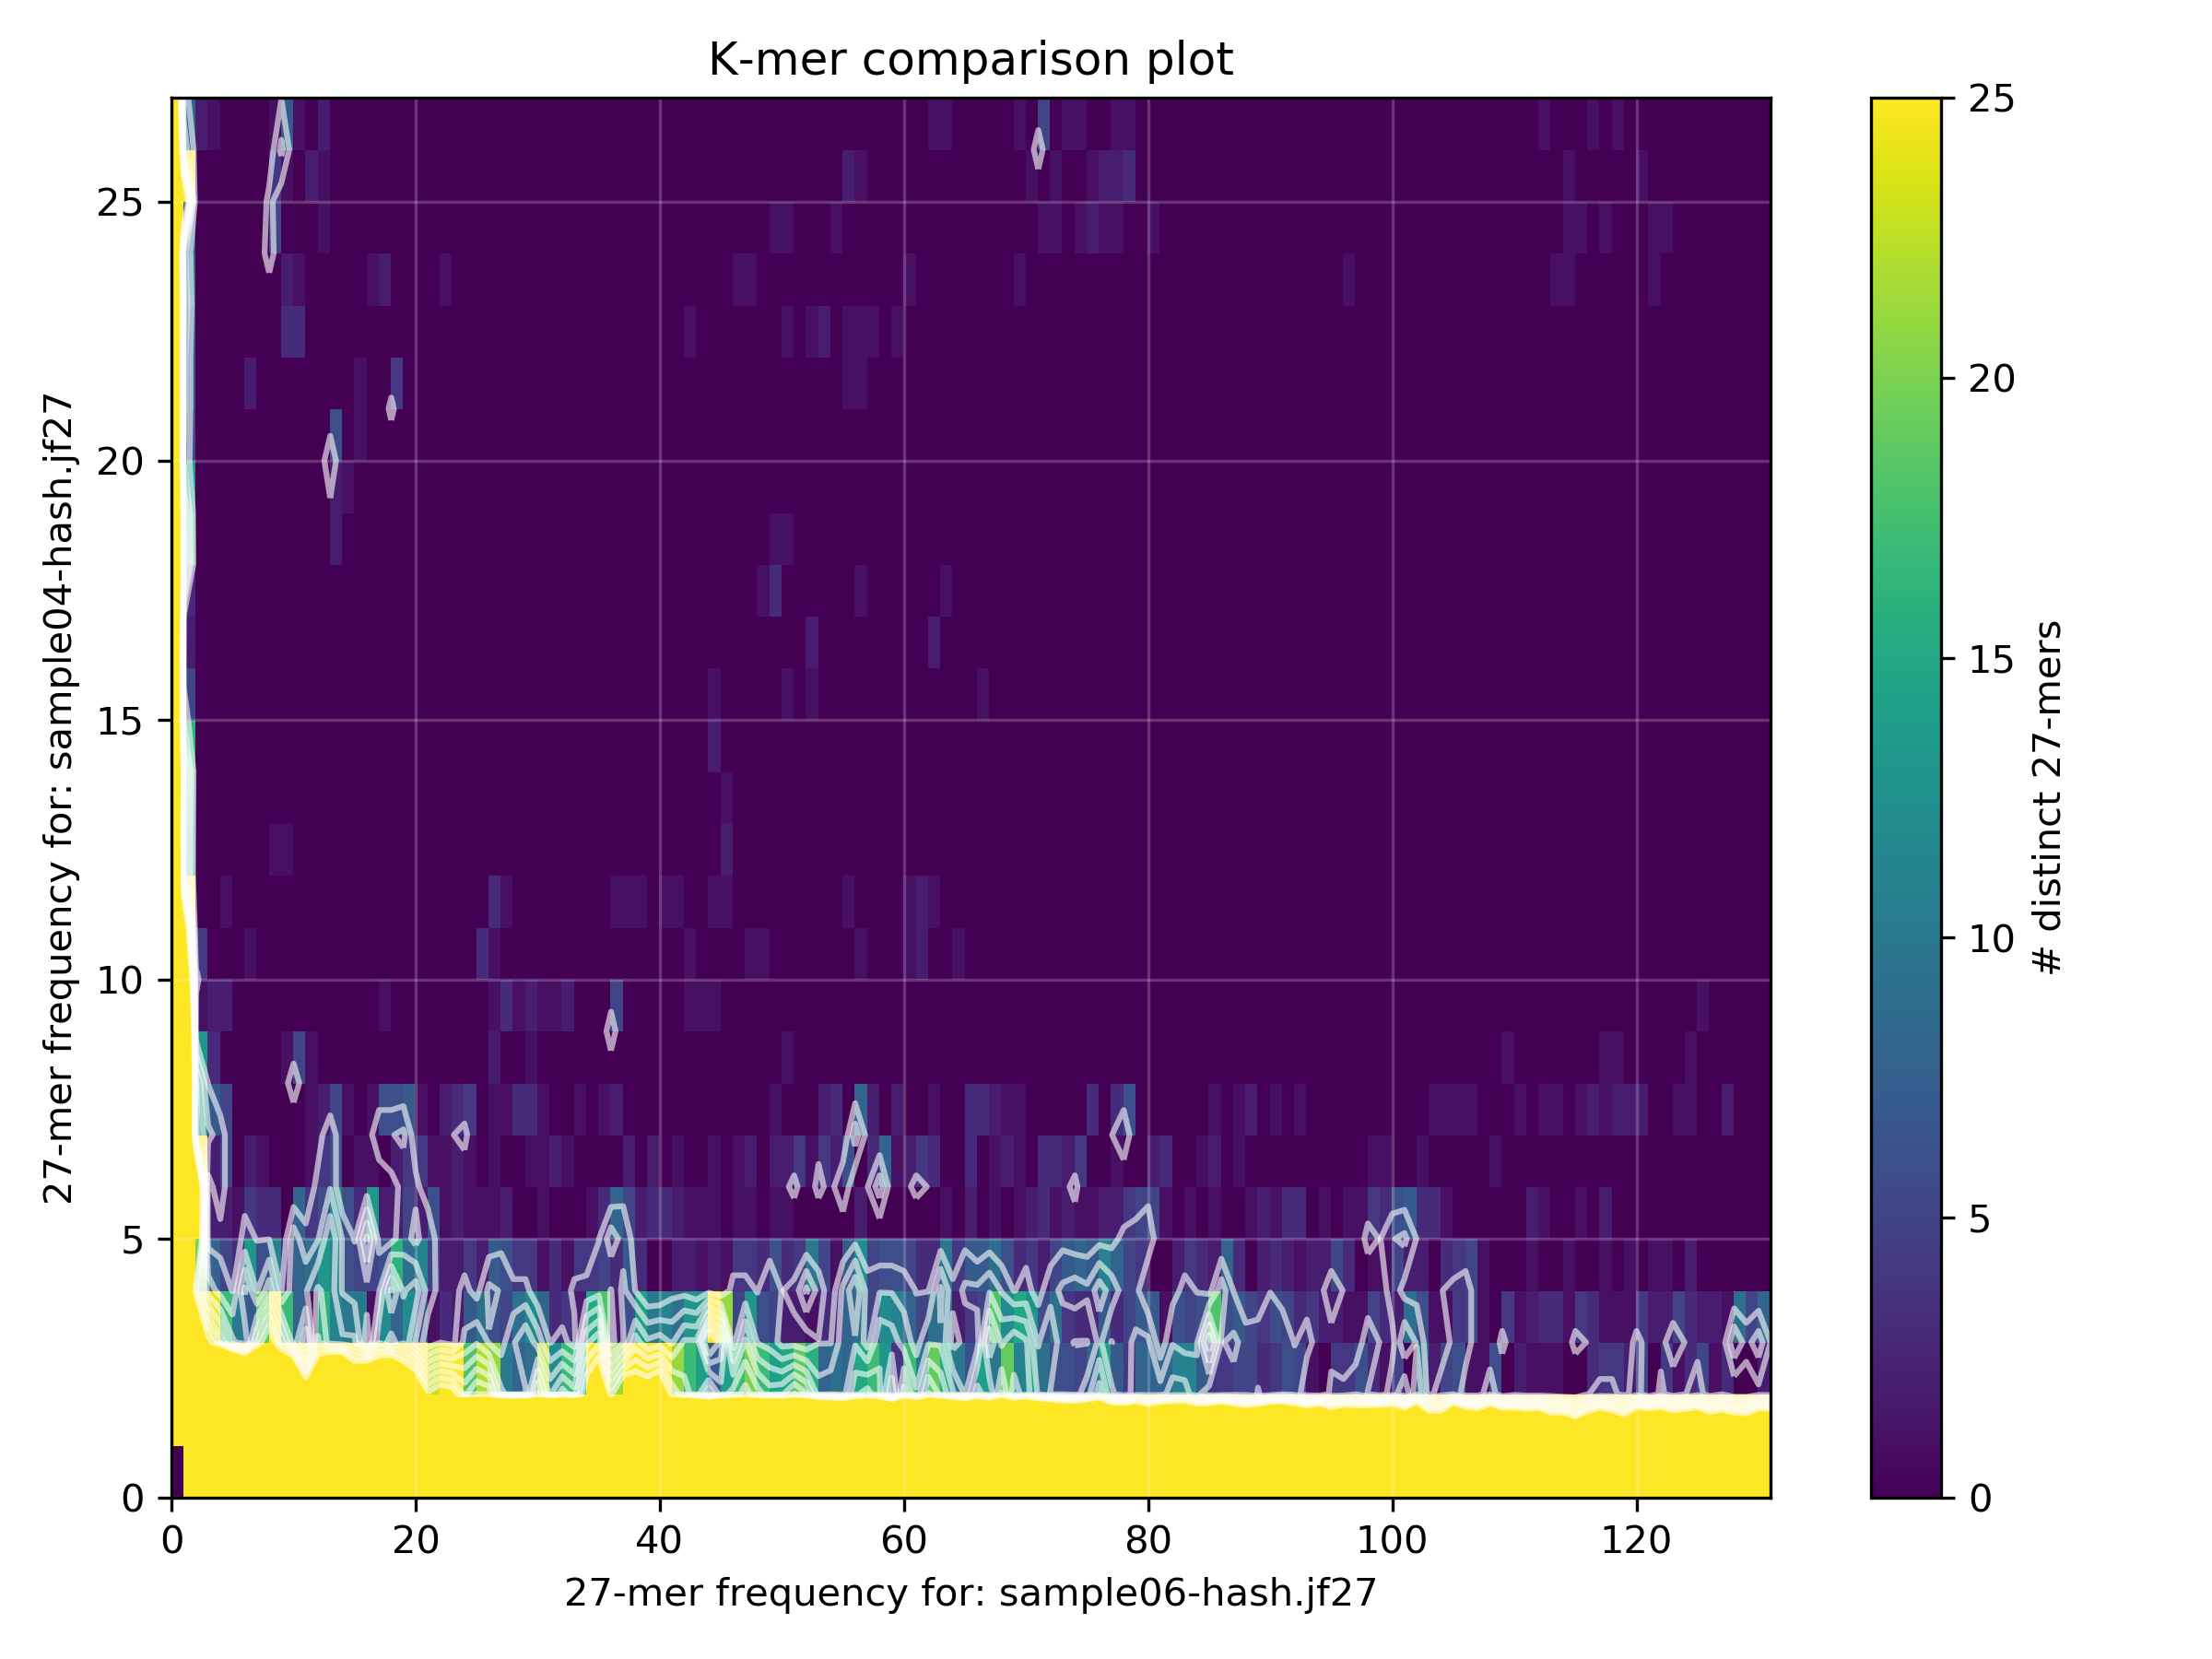 K-mer comparison plot
27-mer frequency for: sample04-hash.jf27
25
20
15
10
5
0
0 20 40 60 80 100 120
27-mer frequency for: sample06-hash.jf27
25
20
15
10
5
0
# distinct 27-mers